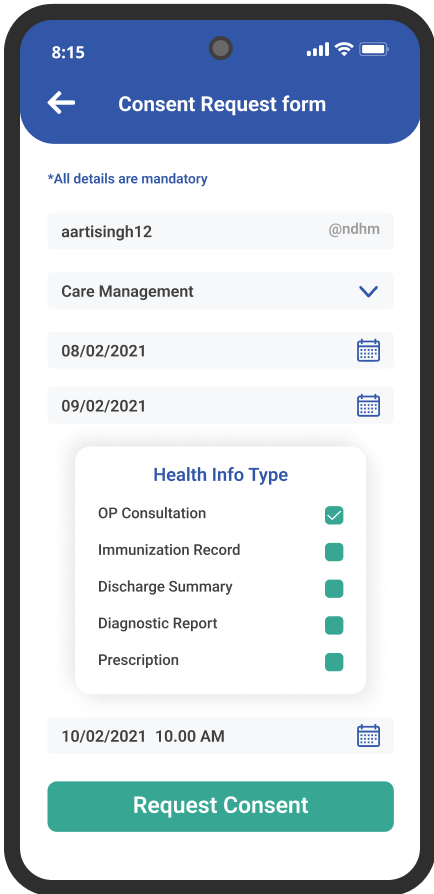 8:15
Consent Request form
*All details are mandatory
aartisingh12 @ndhm
Care Management
08/02/2021
09/02/2021
Health Info Type
OP Consultation
Immunization Record
Discharge Summary
Diagnostic Report
Prescription
10/02/2021 10.00 AM
Request Consent